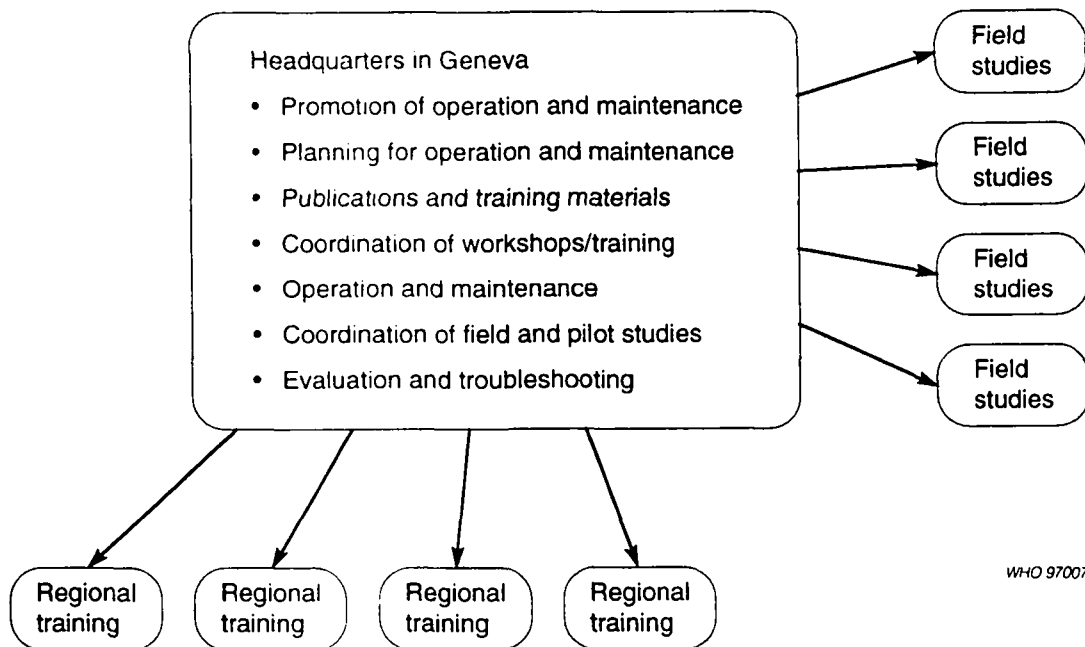 Headquarters in Geneva
• Promotion of operation and maintenance
• Planning for operation and maintenance
• Publications and training materials
• Coordination of workshops/training
• Operation and maintenance
• Coordination of field and pilot studies
• Evaluation and troubleshooting
Field
studies
Field
studies
Field
studies
Field
studies
Regional
training
Regional
training
Regional
training
Regional
training
WHO 97007